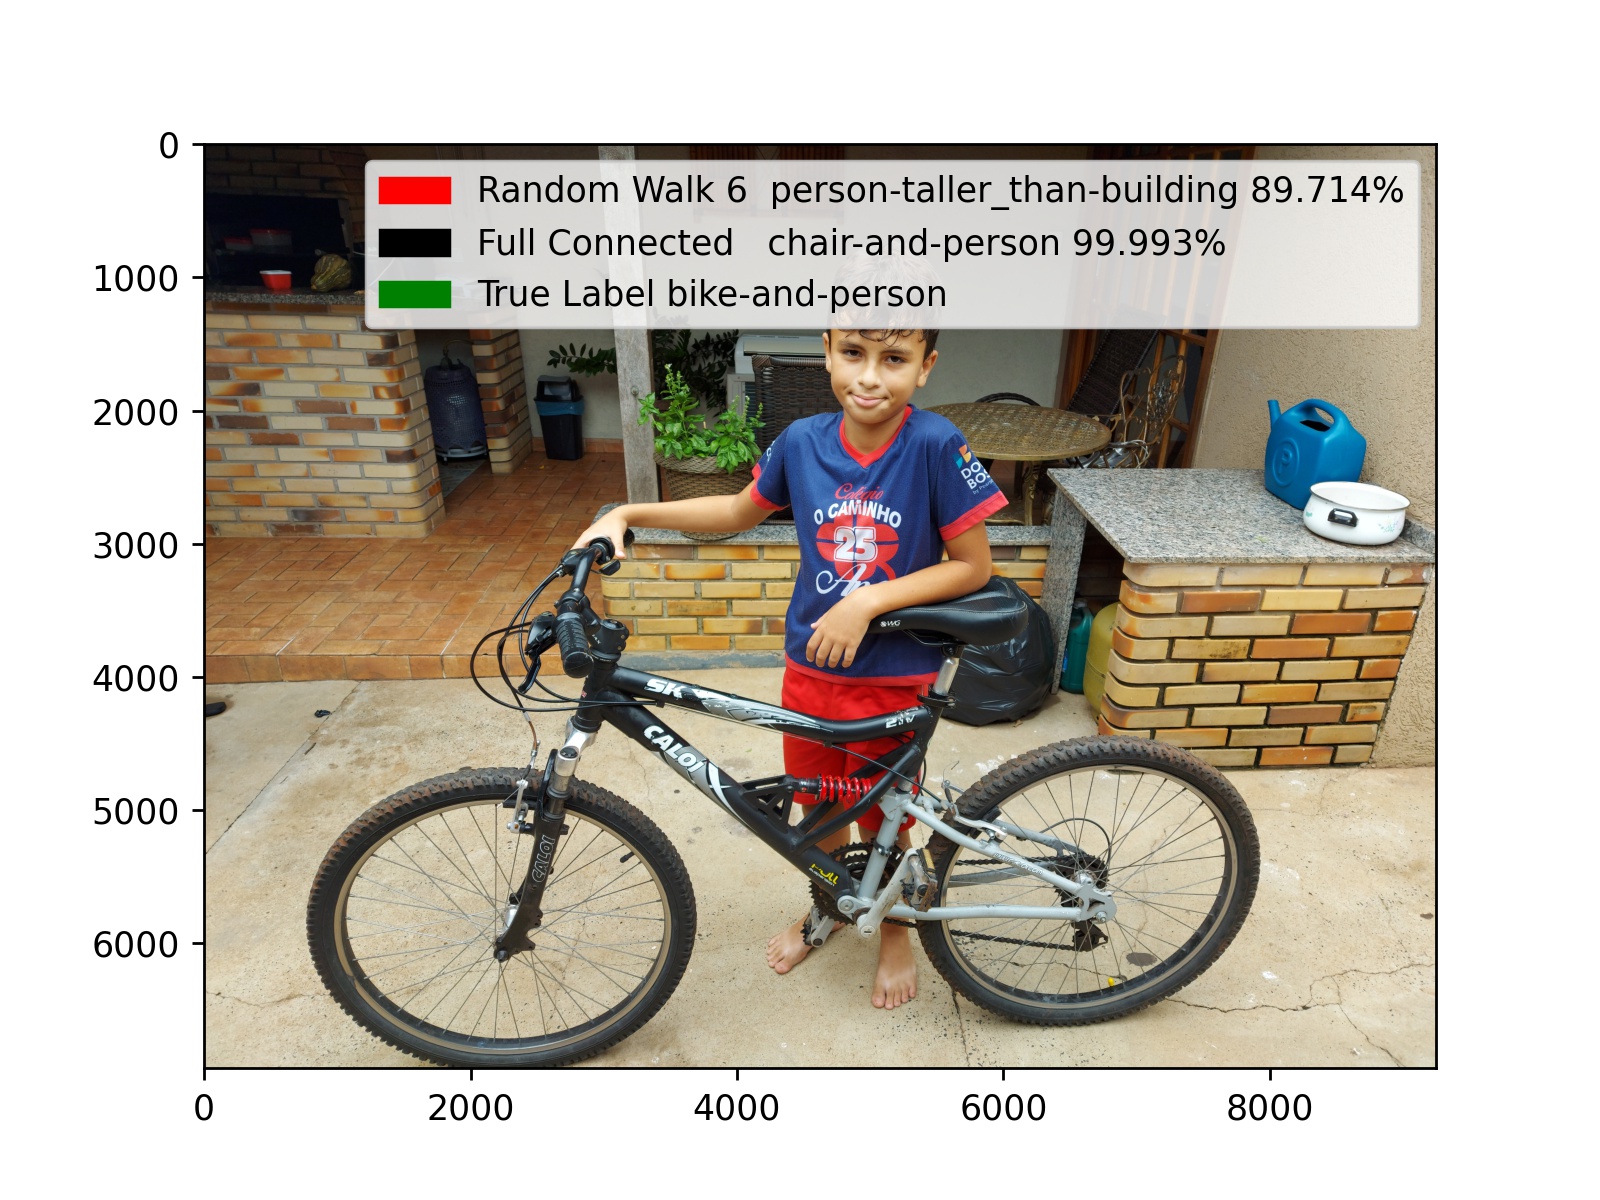 0
1000
2000
3000
4000
5000
6000
0 2000 4000 6000 8000
Random Walk 6 person-taller_than-building 89.714%
Full Connected chair-and-person 99.993%
True Label bike-and-person
Colégio
O CAMINHO
25
WG
SK
CALOI
CALOI
FULL